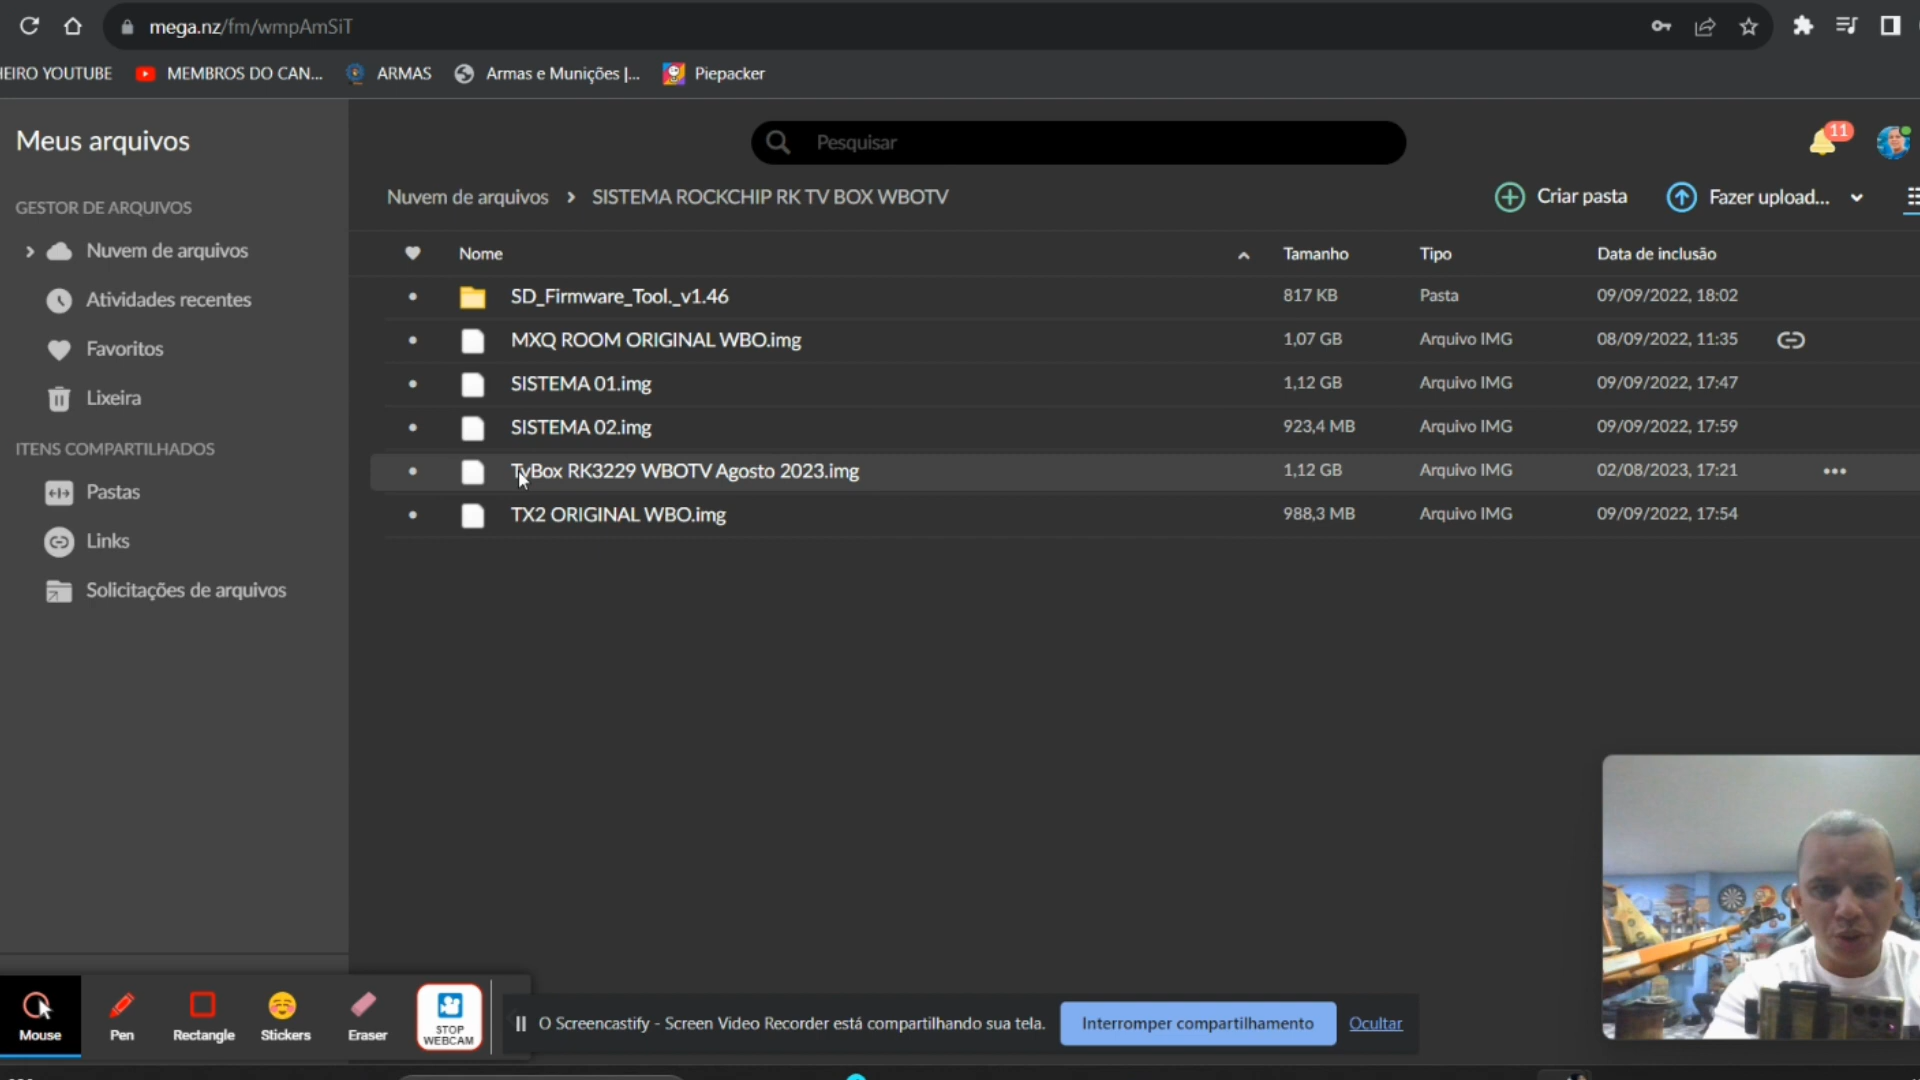 mega.nz/fm/wmpAmSiT
HEIRO YOUTUBE
MEMBROS DO CAN...
ARMAS
Armas e Munições |...
Piepacker
Meus arquivos
Pesquisar
11
Nuvem de arquivos
SISTEMA ROCKCHIP RK TV BOX WBOTV
Criar pasta
Fazer upload...
GESTOR DE ARQUIVOS
Nuvem de arquivos
Atividades recentes
Favoritos
Lixeira
ITENS COMPARTILHADOS
Pastas
Links
Solicitações de arquivos
Nome Tamanho Tipo Data de inclusão
SD_Firmware_Tool._v1.46 817 KB Pasta 09/09/2022, 18:02
MXQ ROOM ORIGINAL WBO.img 1,07 GB Arquivo IMG 08/09/2022, 11:35
SISTEMA 01.img 1,12 GB Arquivo IMG 09/09/2022, 17:47
SISTEMA 02.img 923,4 MB Arquivo IMG 09/09/2022, 17:59
TvBox RK3229 WBOTV Agosto 2023.img 1,12 GB Arquivo IMG 02/08/2023, 17:21
TX2 ORIGINAL WBO.img 988,3 MB Arquivo IMG 09/09/2022, 17:54
Mouse
Pen
Rectangle
Stickers
Eraser
STOP
WEBCAM
O Screencastify - Screen Video Recorder está compartilhando sua tela.
Interromper compartilhamento
Ocultar